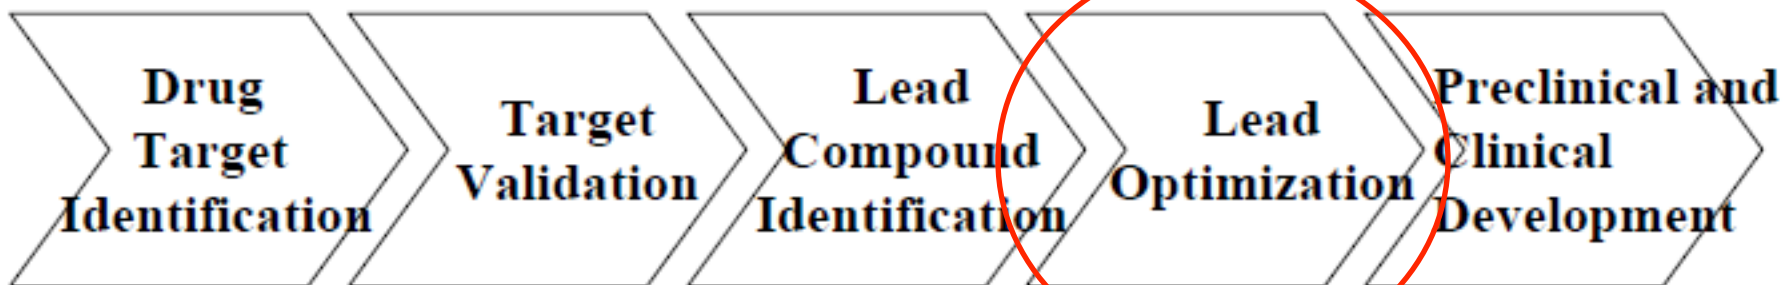 Drug
Target
Identification
Target
Validation
Lead
Compound
Identification
Lead
Optimization
Preclinical and
Clinical
Development